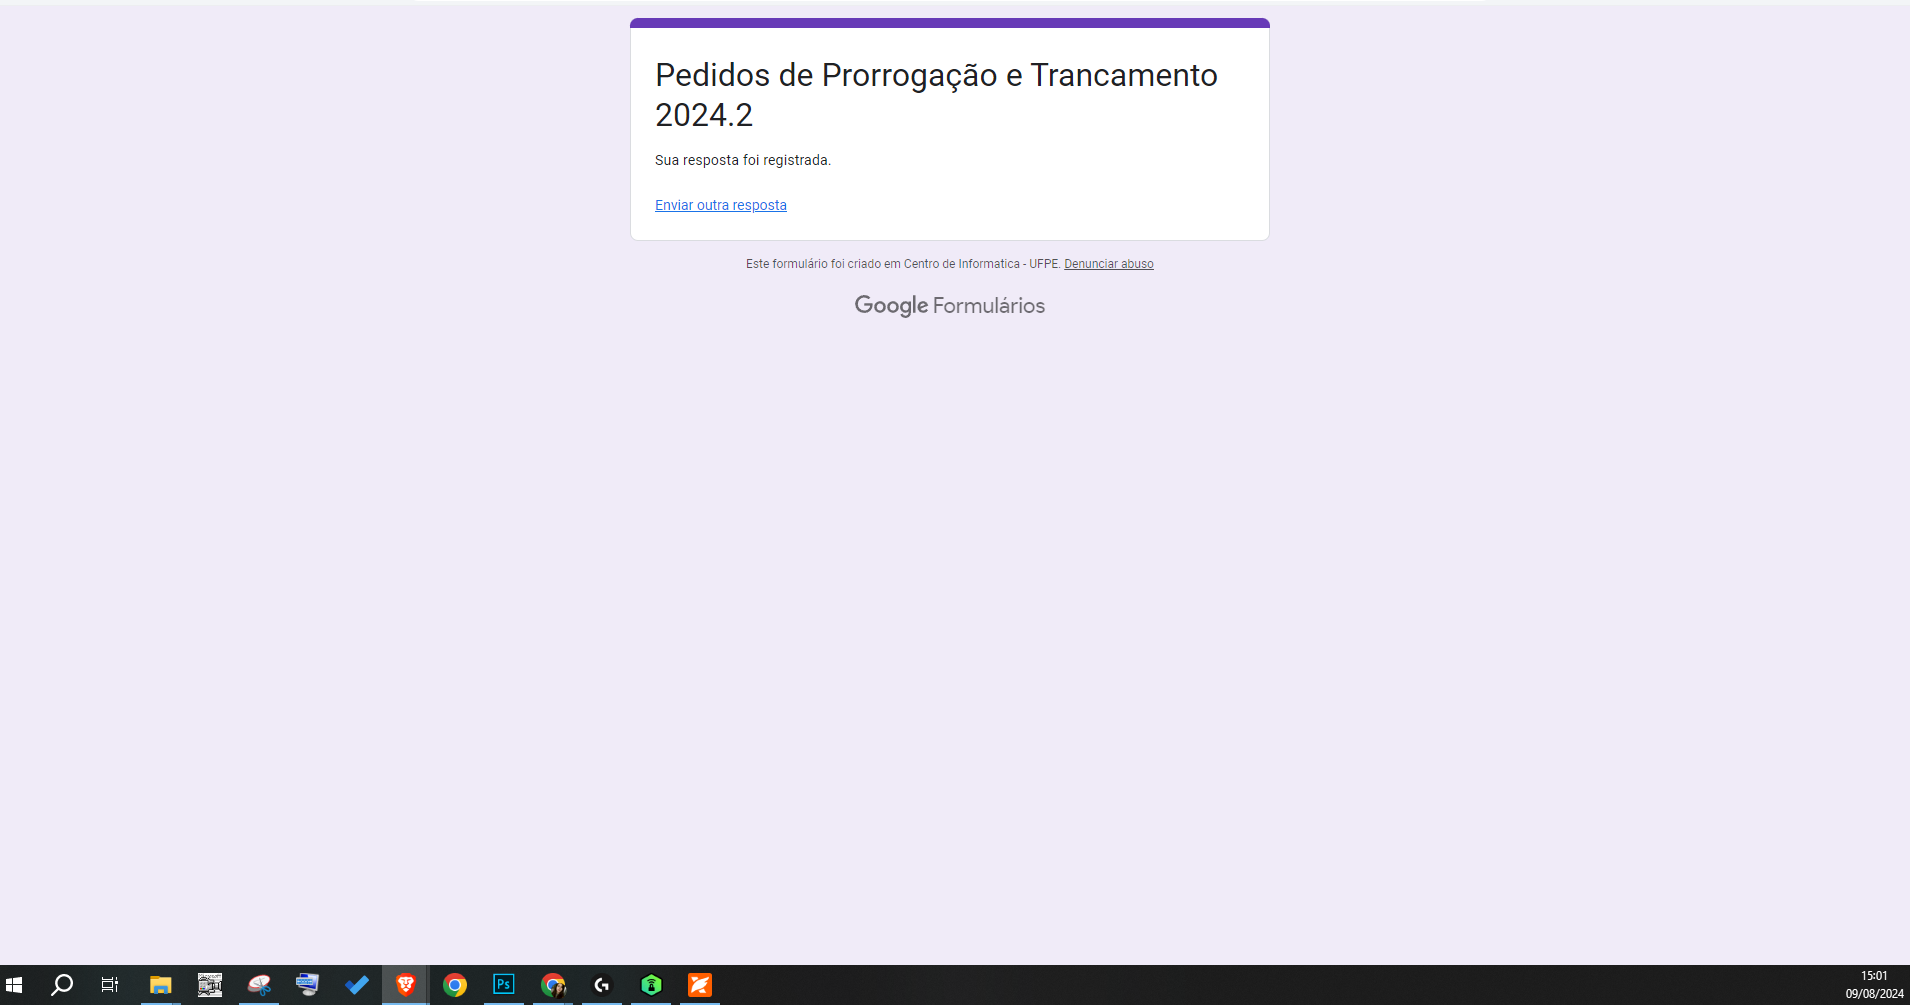 Pedidos de Prorrogação e Trancamento
2024.2
Sua resposta foi registrada.
Enviar outra resposta
Este formulário foi criado em Centro de Informatica - UFPE. Denunciar abuso
Google Formulários
Ps
15:01
09/08/2024